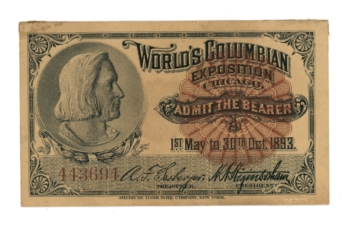 WORLD'S COLUMBIAN
EXPOSITION
CHICAGO.
ADMIT THE BEARER
1ST MAY TO 30TH OCT. 1893.
443694
TREASURER.
PRESIDENT.
AMERICAN BANK NOTE COMPANY, NEW YORK.